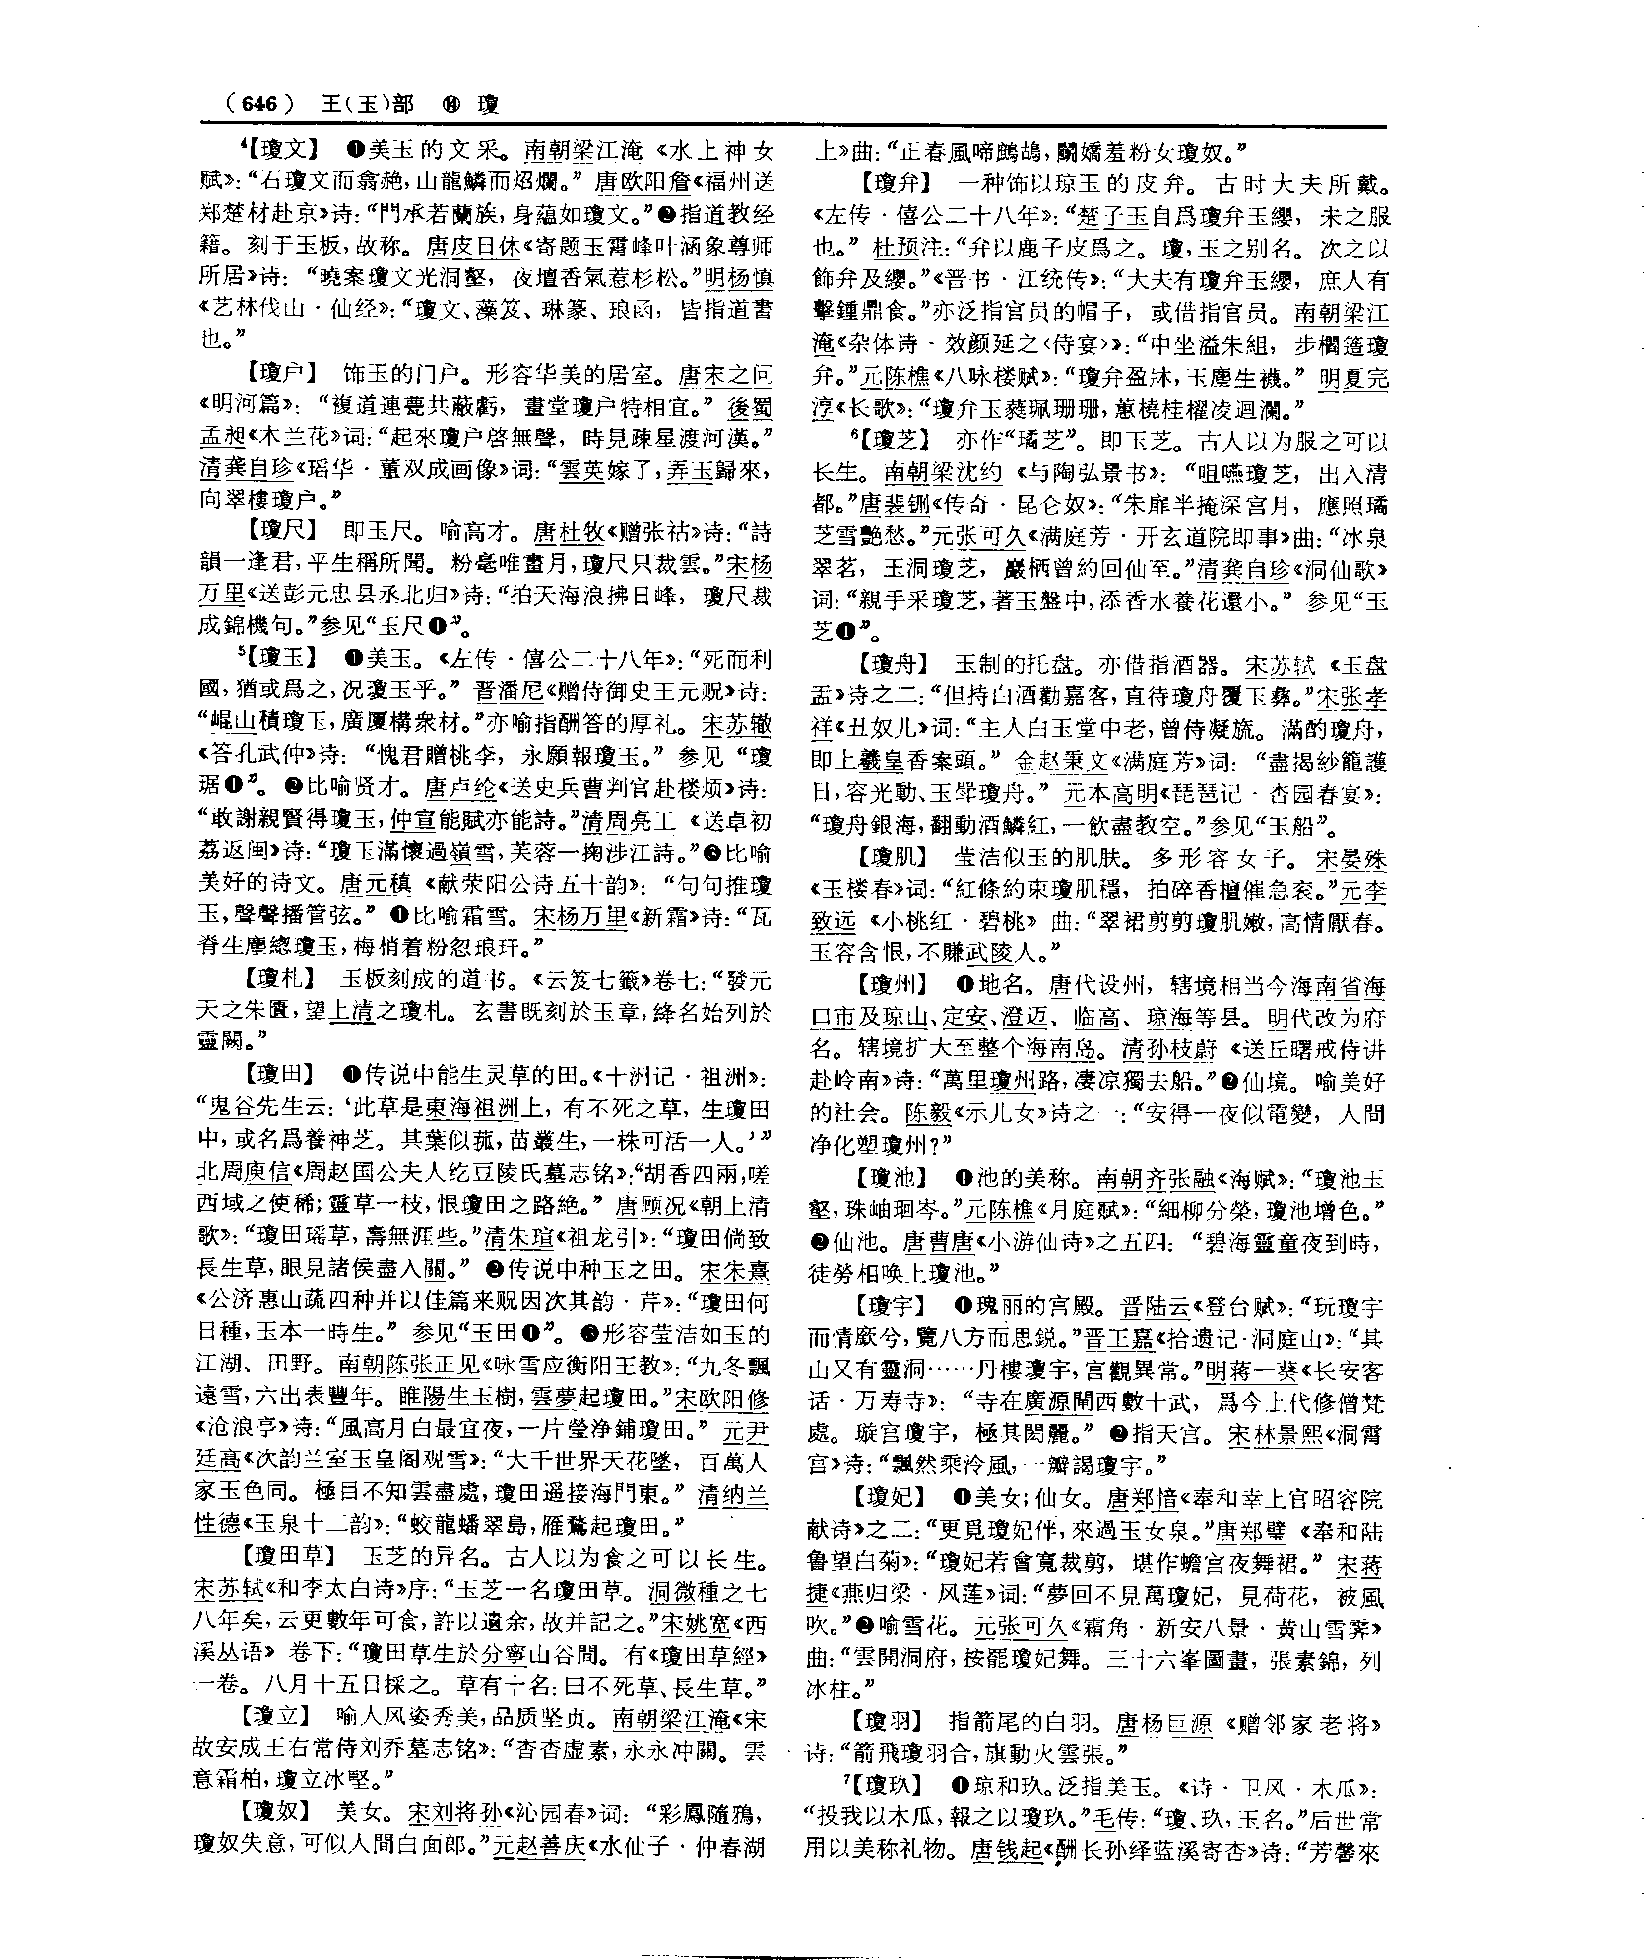 (646) 王(玉)部 ⑭ 瓊
⁴【瓊文】 ❶美玉的文采。南朝梁江淹《水上神女
赋》：“石瓊文而翕赩，山龍鱗而炤爛。”唐欧阳詹《福州送
郑楚材赴京》诗：“門承若蘭族，身藴如瓊文。”❷指道教经
籍。刻于玉板，故称。唐皮日休《寄题玉霄峰叶涵象尊师
所居》诗：“曉案瓊文光洞壑，夜壇香氣惹杉松。”明杨慎
《艺林伐山·仙经》：“瓊文、藻笈、琳篆、琅函，皆指道書
也。”
【瓊户】 饰玉的门户。形容华美的居室。唐宋之问
《明河篇》：“複道連甍共蔽虧，畫堂瓊户特相宜。”後蜀
孟昶《木兰花》词：“起來瓊户啓無聲，時見疎星渡河漢。”
清龚自珍《瑶华·董双成画像》词：“雲英嫁了，弄玉歸來，
向翠樓瓊户。”
【瓊尺】 即玉尺。喻高才。唐杜牧《赠张祜》诗：“詩
韻一逢君，平生稱所聞。粉毫唯畫月，瓊尺只裁雲。”宋杨
万里《送彭元忠县丞北归》诗：“拍天海浪拂日峰，瓊尺裁
成錦機句。”参见“玉尺❶”。
⁵【瓊玉】 ❶美玉。《左传·僖公二十八年》：“死而利
國，猶或爲之，况瓊玉乎。”晋潘尼《赠侍御史王元贶》诗：
“崐山積瓊玉，廣厦構衆材。”亦喻指酬答的厚礼。宋苏辙
《答孔武仲》诗：“愧君贈桃李，永願報瓊玉。”参见“瓊
琚❶”。❷比喻贤才。唐卢纶《送史兵曹判官赴楼烦》诗：
“敢謝親賢得瓊玉，仲宣能賦亦能詩。”清周亮工《送卓初
荔返闽》诗：“瓊玉滿懷過嶺雪，芙蓉一掬涉江詩。”❸比喻
美好的诗文。唐元稹《献荥阳公诗五十韵》：“句句推瓊
玉，聲聲播管弦。”❹比喻霜雪。宋杨万里《新霜》诗：“瓦
脊生塵總瓊玉，梅梢着粉忽琅玕。”
【瓊札】 玉板刻成的道书。《云笈七籤》卷七：“發元
天之朱匱，望上清之瓊札。玄書既刻於玉章，絳名始列於
靈闕。”
【瓊田】 ❶传说中能生灵草的田。《十洲记·祖洲》：
“鬼谷先生云：‘此草是東海祖洲上，有不死之草，生瓊田
中，或名爲養神芝。其葉似菰，苗叢生，一株可活一人。’”
北周庾信《周赵国公夫人纥豆陵氏墓志铭》：“胡香四兩，嗟
西域之使稀；靈草一枝，恨瓊田之路絶。”唐顾况《朝上清
歌》：“瓊田瑶草，壽無涯些。”清朱瑄《祖龙引》：“瓊田倘致
長生草，眼見諸侯盡入關。”❷传说中种玉之田。宋朱熹
《公济惠山蔬四种并以佳篇来贶因次其韵·芹》：“瓊田何
日種，玉本一時生。”参见“玉田❶”。❸形容莹洁如玉的
江湖、田野。南朝陈张正见《咏雪应衡阳王教》：“九冬飄
遠雪，六出表豐年。睢陽生玉樹，雲夢起瓊田。”宋欧阳修
《沧浪亭》诗：“風高月白最宜夜，一片瑩净鋪瓊田。”元尹
廷高《次韵兰室玉皇阁观雪》：“大千世界天花墜，百萬人
家玉色同。極目不知雲盡處，瓊田遥接海門東。”清纳兰
性德《玉泉十二韵》：“蛟龍蟠翠島，雁鶩起瓊田。”
【瓊田草】 玉芝的异名。古人以为食之可以长生。
宋苏轼《和李太白诗》序：“玉芝一名瓊田草。洞微種之七
八年矣，云更數年可食，許以遺余，故并記之。”宋姚宽《西
溪丛语》卷下：“瓊田草生於分寧山谷間。有《瓊田草經》
一卷。八月十五日採之。草有十名：曰不死草、長生草。”
【瓊立】 喻人风姿秀美，品质坚贞。南朝梁江淹《宋
故安成王右常侍刘乔墓志铭》：“杳杳虚素，永永冲闕。雲
意霜柏，瓊立冰堅。”
【瓊奴】 美女。宋刘将孙《沁园春》词：“彩鳳隨鴉，
瓊奴失意，可似人間白面郎。”元赵善庆《水仙子·仲春湖
上》曲：“正春風啼鷓鴣，鬭嬌羞粉女瓊奴。”
【瓊弁】 一种饰以琼玉的皮弁。古时大夫所戴。
《左传·僖公二十八年》：“楚子玉自爲瓊弁玉纓，未之服
也。”杜预注：“弁以鹿子皮爲之。瓊，玉之别名。次之以
飾弁及纓。”《晋书·江统传》：“大夫有瓊弁玉纓，庶人有
擊鍾鼎食。”亦泛指官员的帽子，或借指官员。南朝梁江
淹《杂体诗·效颜延之〈侍宴〉》：“中坐溢朱組，步櫩簉瓊
弁。”元陈樵《八咏楼赋》：“瓊弁盈牀，玉塵生襪。”明夏完
淳《长歌》：“瓊弁玉蕤珮珊珊，蕙橈桂櫂凌迴瀾。”
⁶【瓊芝】 亦作“璚芝”。即玉芝。古人以为服之可以
长生。南朝梁沈约《与陶弘景书》：“咀嚥瓊芝，出入清
都。”唐裴铏《传奇·昆仑奴》：“朱扉半掩深宫月，應照璚
芝雪艷愁。”元张可久《满庭芳·开玄道院即事》曲：“冰泉
翠茗，玉洞瓊芝，巖栖曾約回仙至。”清龚自珍《洞仙歌》
词：“親手采瓊芝，著玉盤中，添香水養花還小。”参见“玉
芝❶”。
【瓊舟】 玉制的托盘。亦借指酒器。宋苏轼《玉盘
盂》诗之二：“但持白酒勸嘉客，直待瓊舟覆玉彝。”宋张孝
祥《丑奴儿》词：“主人白玉堂中老，曾侍凝旒。滿酌瓊舟，
即上羲皇香案頭。”金赵秉文《满庭芳》词：“盡揭紗籠護
日，容光動、玉斝瓊舟。”元本高明《琵琶记·杏园春宴》：
“瓊舟銀海，翻動酒鱗紅，一飲盡教空。”参见“玉船”。
【瓊肌】 莹洁似玉的肌肤。多形容女子。宋晏殊
《玉楼春》词：“紅條約束瓊肌穩，拍碎香檀催急衮。”元李
致远《小桃红·碧桃》曲：“翠裙剪剪瓊肌嫩，高情厭春。
玉容含恨，不賺武陵人。”
【瓊州】 ❶地名。唐代设州，辖境相当今海南省海
口市及琼山、定安、澄迈、临高、琼海等县。明代改为府
名。辖境扩大至整个海南岛。清孙枝蔚《送丘曙戒侍讲
赴岭南》诗：“萬里瓊州路，凄凉獨去船。”❷仙境。喻美好
的社会。陈毅《示儿女》诗之一：“安得一夜似電變，人間
净化塑瓊州？”
【瓊池】 ❶池的美称。南朝齐张融《海赋》：“瓊池玉
壑，珠岫珚岑。”元陈樵《月庭赋》：“細柳分榮，瓊池增色。”
❷仙池。唐曹唐《小游仙诗》之五四：“碧海靈童夜到時，
徒勞相唤上瓊池。”
【瓊宇】 ❶瑰丽的宫殿。晋陆云《登台赋》：“玩瓊宇
而情廞兮，覽八方而思鋭。”晋王嘉《拾遗记·洞庭山》：“其
山又有靈洞……丹樓瓊宇，宫觀異常。”明蒋一葵《长安客
话·万寿寺》：“寺在廣源閘西數十武，爲今上代修僧梵
處。璇宫瓊宇，極其閎麗。”❷指天宫。宋林景熙《洞霄
宫》诗：“飄然乘泠風，一瓣謁瓊宇。”
【瓊妃】 ❶美女；仙女。唐郑愔《奉和幸上官昭容院
献诗》之二：“更覓瓊妃伴，來過玉女泉。”唐郑璧《奉和陆
鲁望白菊》：“瓊妃若會寬裁剪，堪作蟾宫夜舞裙。”宋蒋
捷《燕归梁·风莲》词：“夢回不見萬瓊妃，見荷花，被風
吹。”❷喻雪花。元张可久《霜角·新安八景·黄山雪霁》
曲：“雲開洞府，按罷瓊妃舞。三十六峯圖畫，張素錦，列
冰柱。”
【瓊羽】 指箭尾的白羽。唐杨巨源《赠邻家老将》
诗：“箭飛瓊羽合，旗動火雲張。”
⁷【瓊玖】 ❶琼和玖。泛指美玉。《诗·卫风·木瓜》：
“投我以木瓜，報之以瓊玖。”毛传：“瓊、玖，玉名。”后世常
用以美称礼物。唐钱起《酬长孙绎蓝溪寄杏》诗：“芳馨來